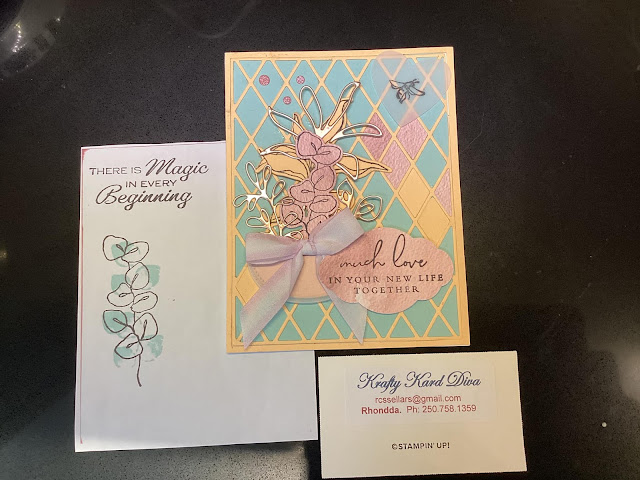 THERE IS Magic
IN EVERY
Beginning
much love
IN YOUR NEW LIFE
TOGETHER
Krafty Kard Diva
rcssellars@gmail.com
Rhondda. Ph: 250.758.1359
©STAMPIN' UP!